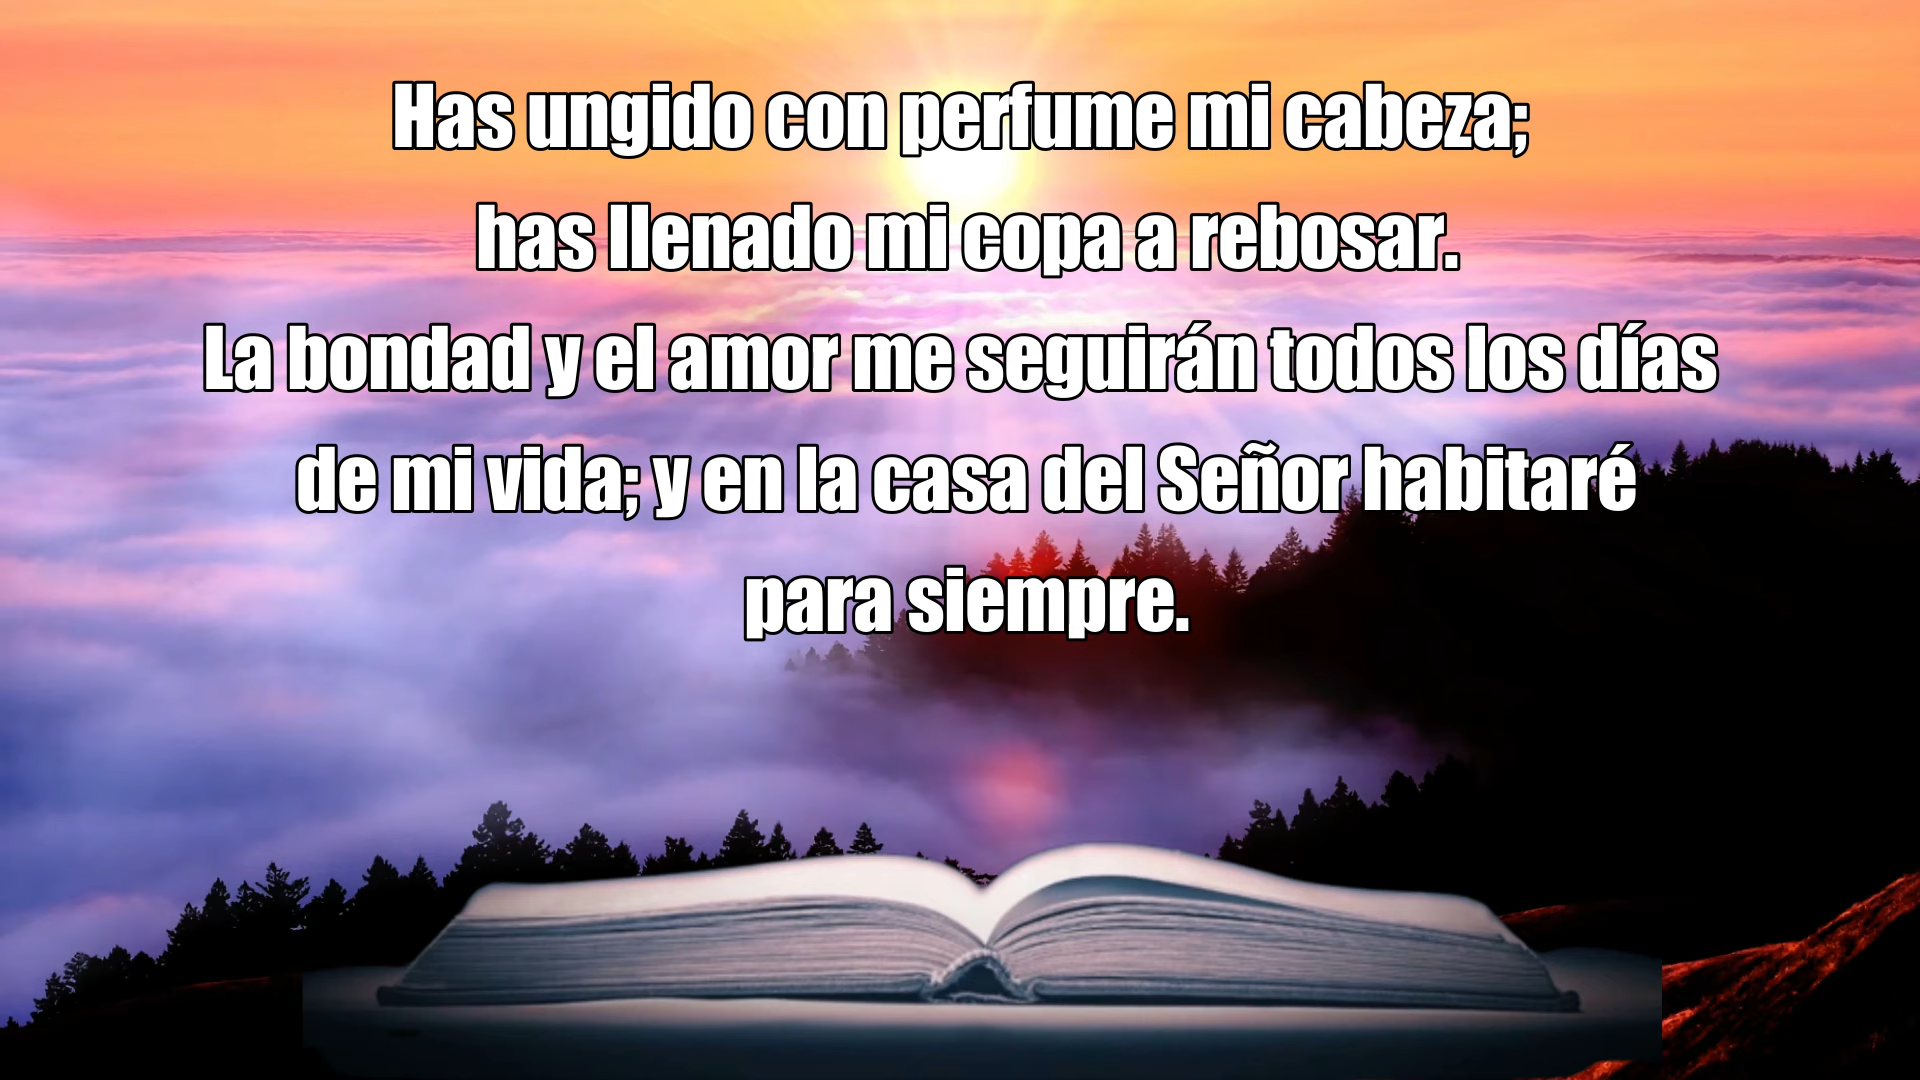 Has ungido con perfume mi cabeza;
has llenado mi copa a rebosar.
La bondad y el amor me seguirán todos los días
de mi vida; y en la casa del Señor habitaré
para siempre.